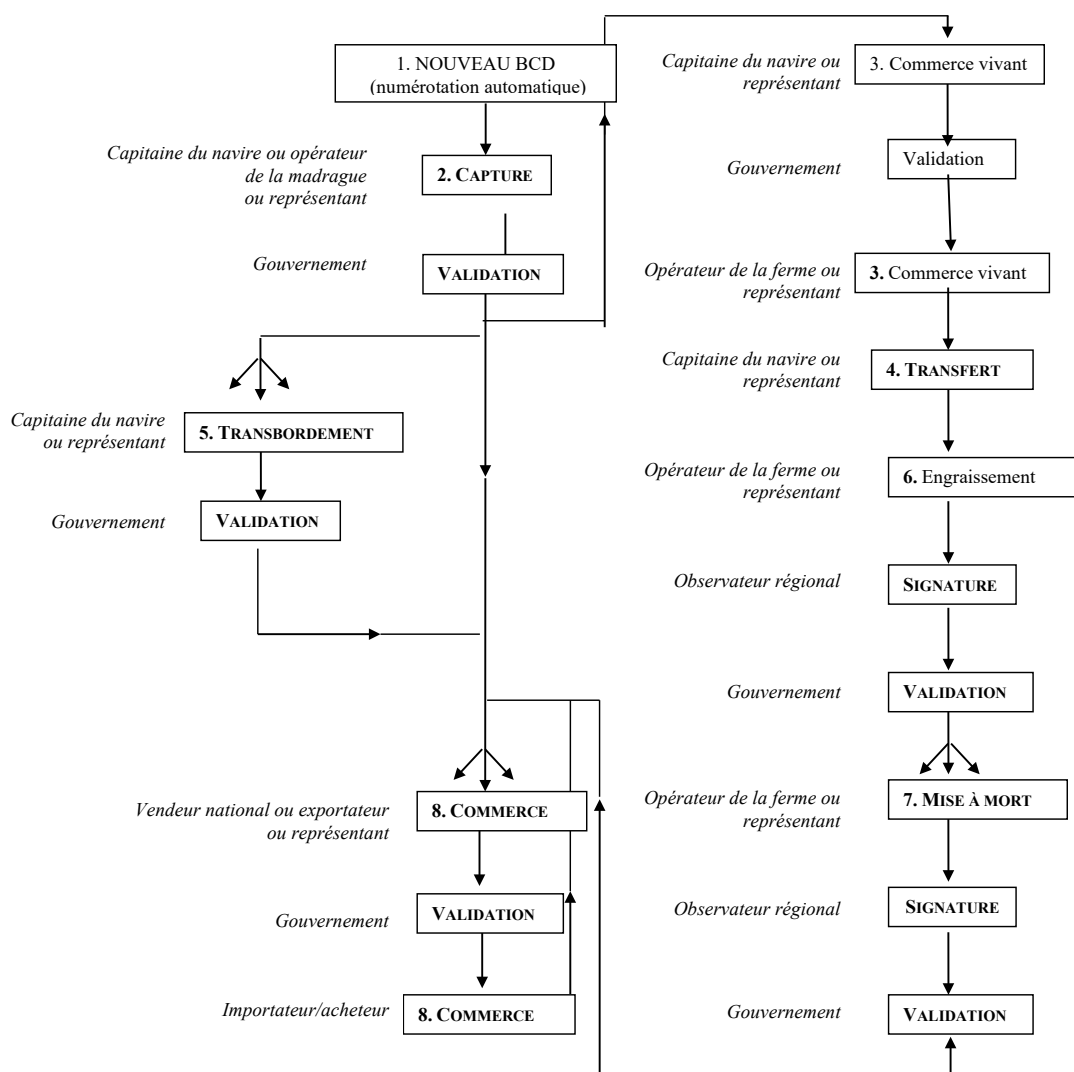 1. NOUVEAU BCD
(numérotation automatique)
Capitaine du navire ou opérateur
de la madrague
ou représentant
2. CAPTURE
Gouvernement
VALIDATION
Capitaine du navire
ou représentant
5. TRANSBORDEMENT
Gouvernement
VALIDATION
Vendeur national ou exportateur
ou représentant
8. COMMERCE
Gouvernement
VALIDATION
Importateur/acheteur
8. COMMERCE
Capitaine du navire ou
représentant
3. Commerce vivant
Gouvernement
Validation
Opérateur de la ferme ou
représentant
3. Commerce vivant
Capitaine du navire ou
représentant
4. TRANSFERT
Opérateur de la ferme ou
représentant
6. Engraissement
Observateur régional
SIGNATURE
Gouvernement
VALIDATION
Opérateur de la ferme ou
représentant
7. MISE À MORT
Observateur régional
SIGNATURE
Gouvernement
VALIDATION